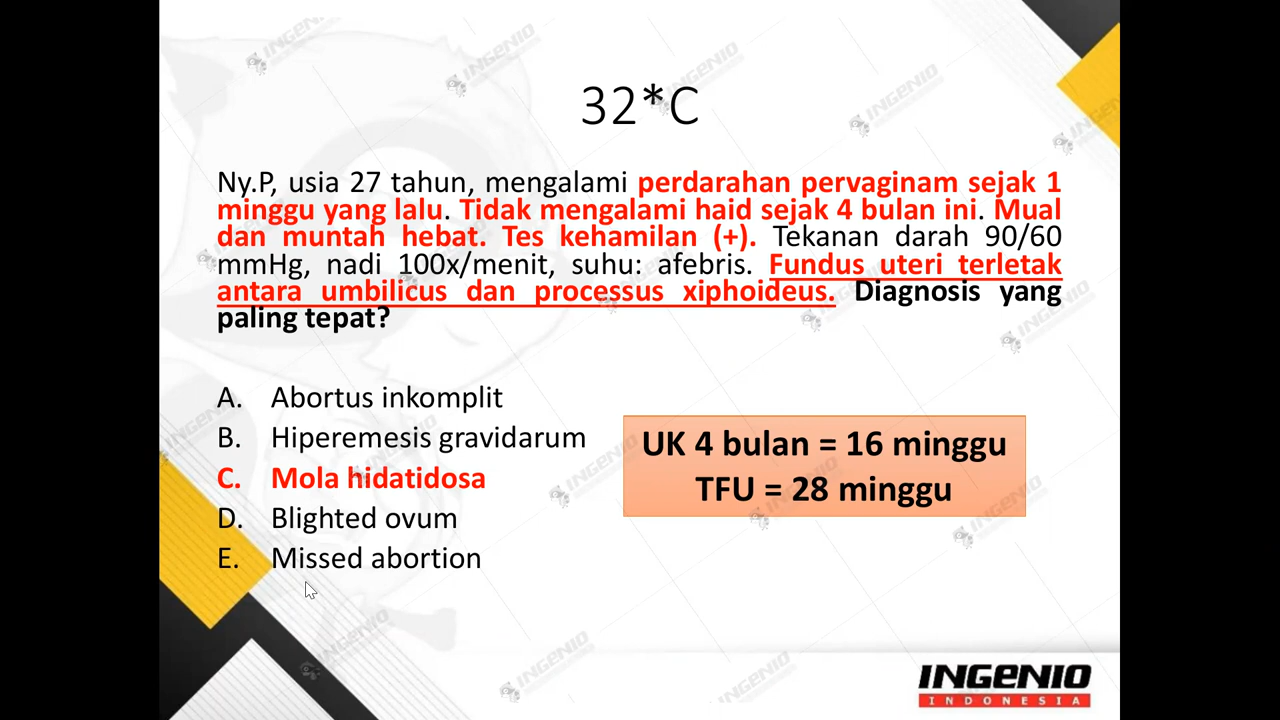 32*C
Ny.P, usia 27 tahun, mengalami perdarahan pervaginam sejak 1
minggu yang lalu. Tidak mengalami haid sejak 4 bulan ini. Mual
dan muntah hebat. Tes kehamilan (+). Tekanan darah 90/60
mmHg, nadi 100x/menit, suhu: afebris. Fundus uteri terletak
antara umbilicus dan processus xiphoideus. Diagnosis yang
paling tepat?
A. Abortus inkomplit
B. Hiperemesis gravidarum
C. Mola hidatidosa
D. Blighted ovum
E. Missed abortion
UK 4 bulan = 16 minggu
TFU = 28 minggu
INGENIO
INDONESIA